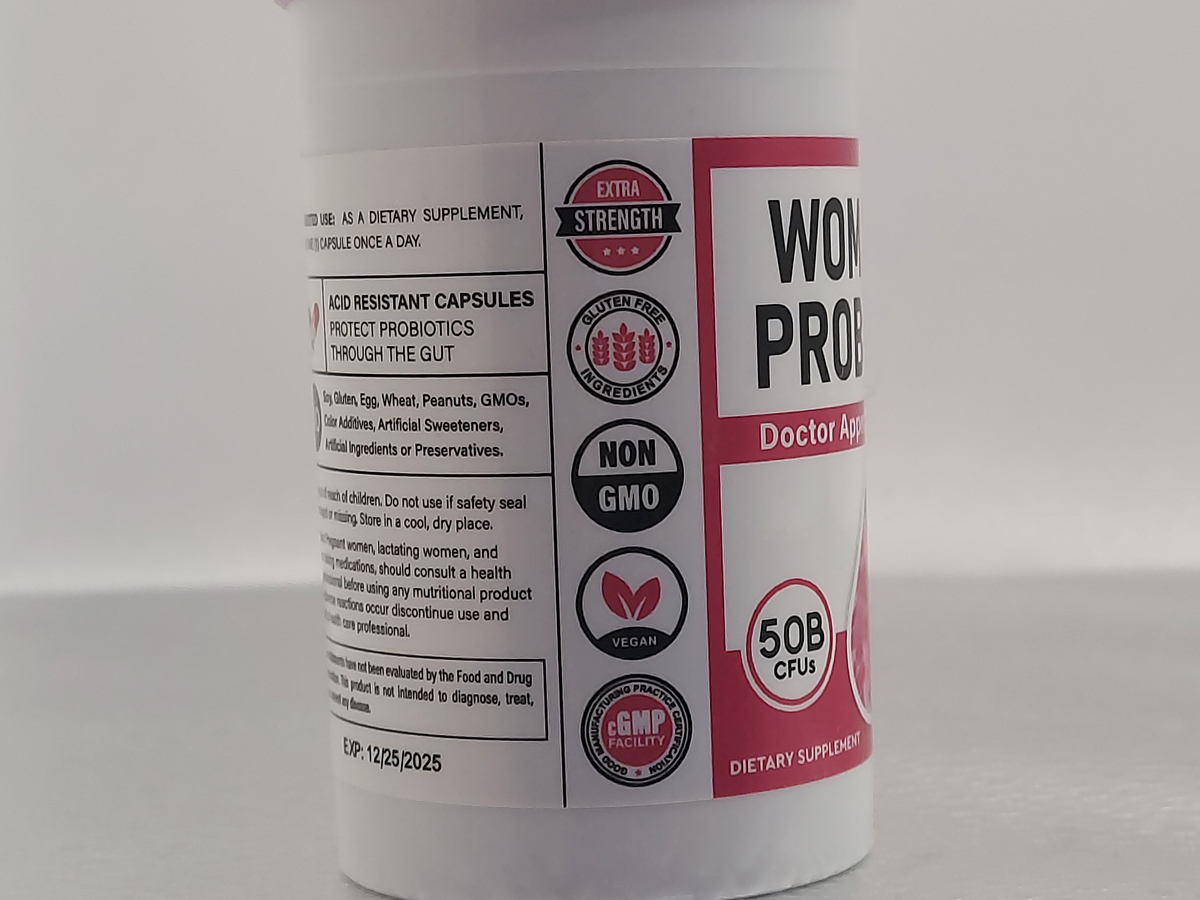 USE: AS A DIETARY SUPPLEMENT,
(1) CAPSULE ONCE A DAY.
ACID RESISTANT CAPSULES
PROTECT PROBIOTICS
THROUGH THE GUT
Soy, Gluten, Egg, Wheat, Peanuts, GMOs,
Color Additives, Artificial Sweeteners,
Artificial Ingredients or Preservatives.
of reach of children. Do not use if safety seal
or missing. Store in a cool, dry place.
Pregnant women, lactating women, and
medications, should consult a health
before using any mutritional product
reactions occur discontinue use and
health care professional.
have not been evaluated by the Food and Drug
This product is not intended to diagnose, treat,
any disease.
EXP: 12/25/2025
EXTRA
STRENGTH
GLUTEN FREE
INGREDIENTS
NON
GMO
VEGAN
GOOD MANUFACTURING PRACTICE CERTIFICATION
cGMP
FACILITY
WOM
PROB
Doctor App
50B
CFUs
DIETARY SUPPLEMENT